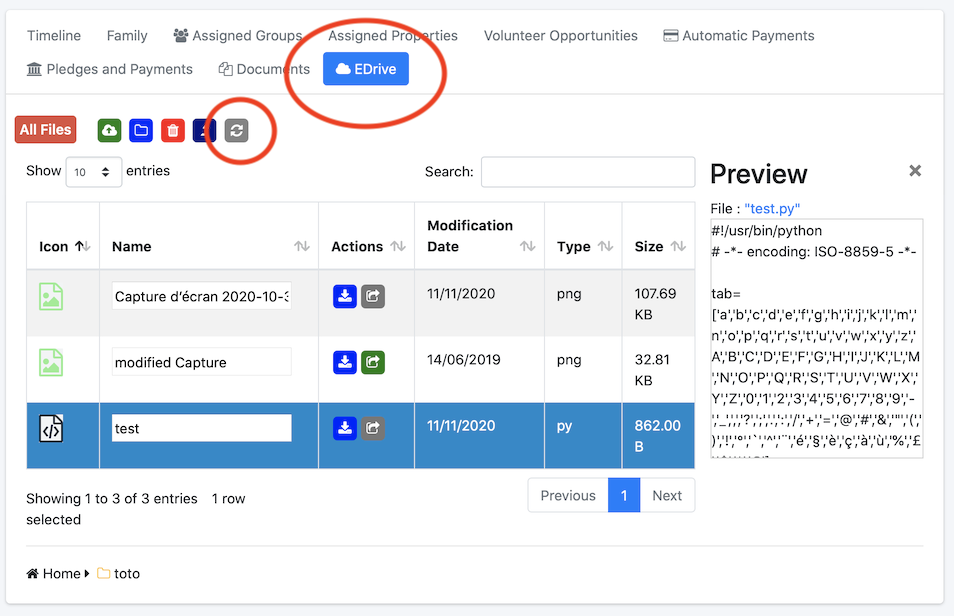 Timeline Family Assigned Groups Assigned Properties Volunteer Opportunities Automatic Payments
Pledges and Payments Documents EDrive
All Files
Show 10 entries Search:
Icon Name Actions Modification Date Type Size
Capture d'écran 2020-10-3 11/11/2020 png 107.69 KB
modified Capture 14/06/2019 png 32.81 KB
test 11/11/2020 py 862.00 B
Showing 1 to 3 of 3 entries 1 row selected
Previous 1 Next
Home toto
Preview
File : "test.py"
#!/usr/bin/python
# -*- encoding: ISO-8859-5 -*-
tab=
['a','b','c','d','e','f','g','h','i','j','k','l','m',
'n','o','p','q','r','s','t','u','v','w','x','y','z',
'A','B','C','D','E','F','G','H','I','J','K','L','M
','N','O','P','Q','R','S','T','U','V','W','X','
Y','Z','0','1','2','3','4','5','6','7','8','9','-